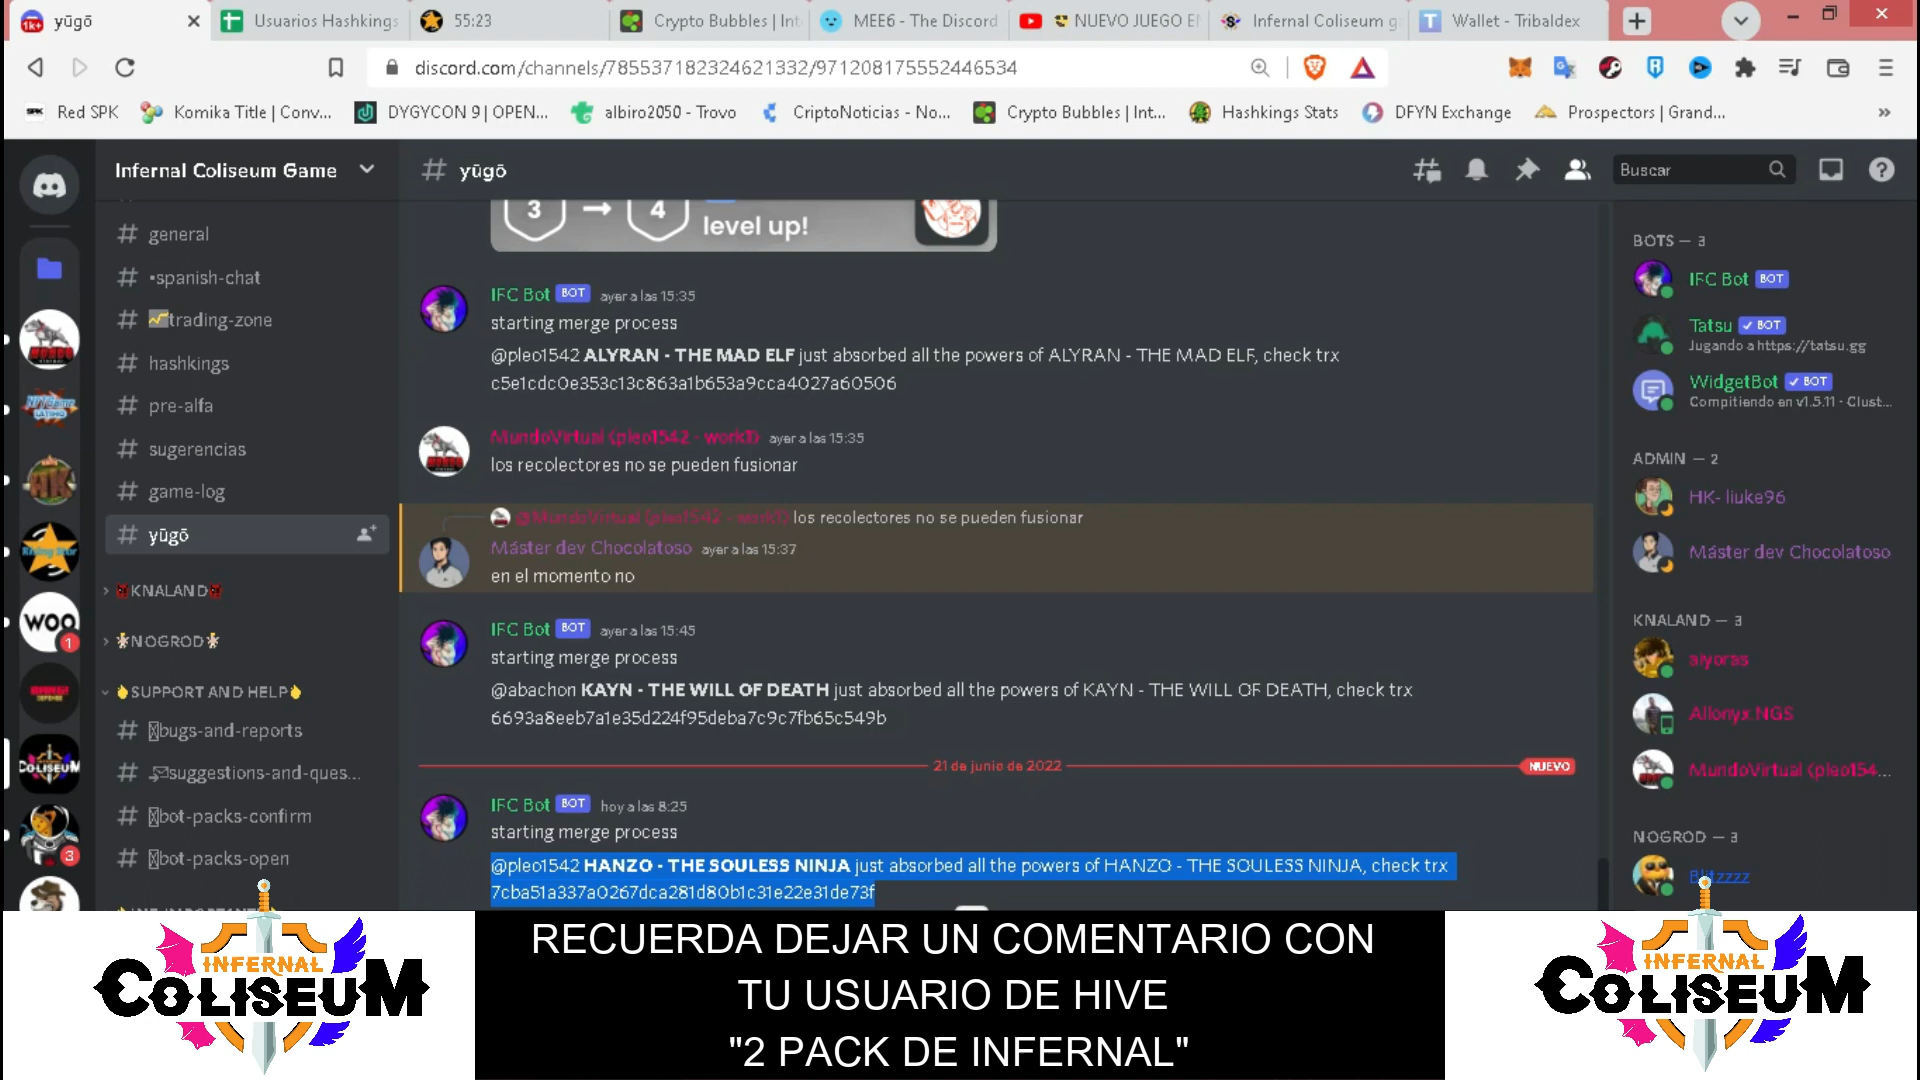 yūgō
Usuarios Hashkings
55:23
Crypto Bubbles | Int
MEE6 - The Discord
NUEVO JUEGO E
Infernal Coliseum g
Wallet - Tribaldex
discord.com/channels/785537182324621332/971208175552446534
Red SPK
Komika Title | Conv...
DYGYCON 9 | OPEN...
albiro2050 - Trovo
CriptoNoticias - No...
Crypto Bubbles | Int...
Hashkings Stats
DFYN Exchange
Prospectors | Grand...
Infernal Coliseum Game
yūgō
Buscar
general
•spanish-chat
trading-zone
hashkings
pre-alfa
sugerencias
game-log
yūgō
KNALAND
NOGROD
SUPPORT AND HELP
bugs-and-reports
suggestions-and-ques...
bot-packs-confirm
bot-packs-open
WOO
1
COLISEUM
3
3 → 4 level up!
IFC Bot BOT ayer a las 15:35
starting merge process
@pleo1542 ALYRAN - THE MAD ELF just absorbed all the powers of ALYRAN - THE MAD ELF, check trx
c5e1cdc0e353c13c863a1b653a9cca4027a60506
MundoVirtual (pleo1542 - work1) ayer a las 15:35
los recolectores no se pueden fusionar
@MundoVirtual (pleo1542 - work1) los recolectores no se pueden fusionar
Máster dev Chocolatoso ayer a las 15:37
en el momento no
IFC Bot BOT ayer a las 15:45
starting merge process
@abachon KAYN - THE WILL OF DEATH just absorbed all the powers of KAYN - THE WILL OF DEATH, check trx
6693a8eeb7a1e35d224f95deba7c9c7fb65c549b
21 de junio de 2022
NUEVO
IFC Bot BOT hoy a las 8:25
starting merge process
@pleo1542 HANZO - THE SOULESS NINJA just absorbed all the powers of HANZO - THE SOULESS NINJA, check trx
7cba51a337a0267dca281d80b1c31e22e31de73f
BOTS — 3
IFC Bot BOT
Tatsu BOT
Jugando a https://tatsu.gg
WidgetBot BOT
Compitiendo en v1.5.11 - Clust...
ADMIN — 2
HK- liuke96
Máster dev Chocolatoso
KNALAND — 3
aiyoras
Allonyx.NGS
MundoVirtual (pleo154...
NOGROD — 3
Blitzzzz
INFERNAL
COLISEUM
RECUERDA DEJAR UN COMENTARIO CON
TU USUARIO DE HIVE
"2 PACK DE INFERNAL"
INFERNAL
COLISEUM